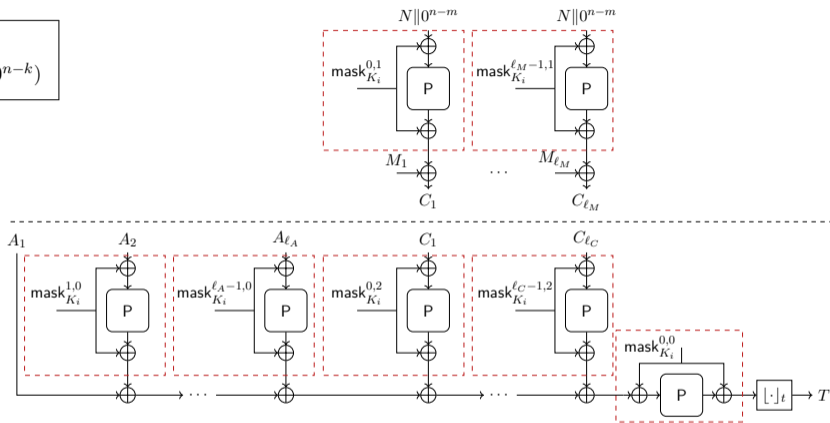 N∥0^{n−m} N∥0^{n−m}
0^{n−k})
mask_{K_i}^{0,1} P mask_{K_i}^{ℓ_M−1,1} P
M_1 ··· M_{ℓ_M}
C_1 C_{ℓ_M}
A_1 A_2 A_{ℓ_A} C_1 C_{ℓ_C}
mask_{K_i}^{1,0} P mask_{K_i}^{ℓ_A−1,0} P mask_{K_i}^{0,2} P mask_{K_i}^{ℓ_C−1,2} P
mask_{K_i}^{0,0}
··· ··· P ⌊·⌋_t T